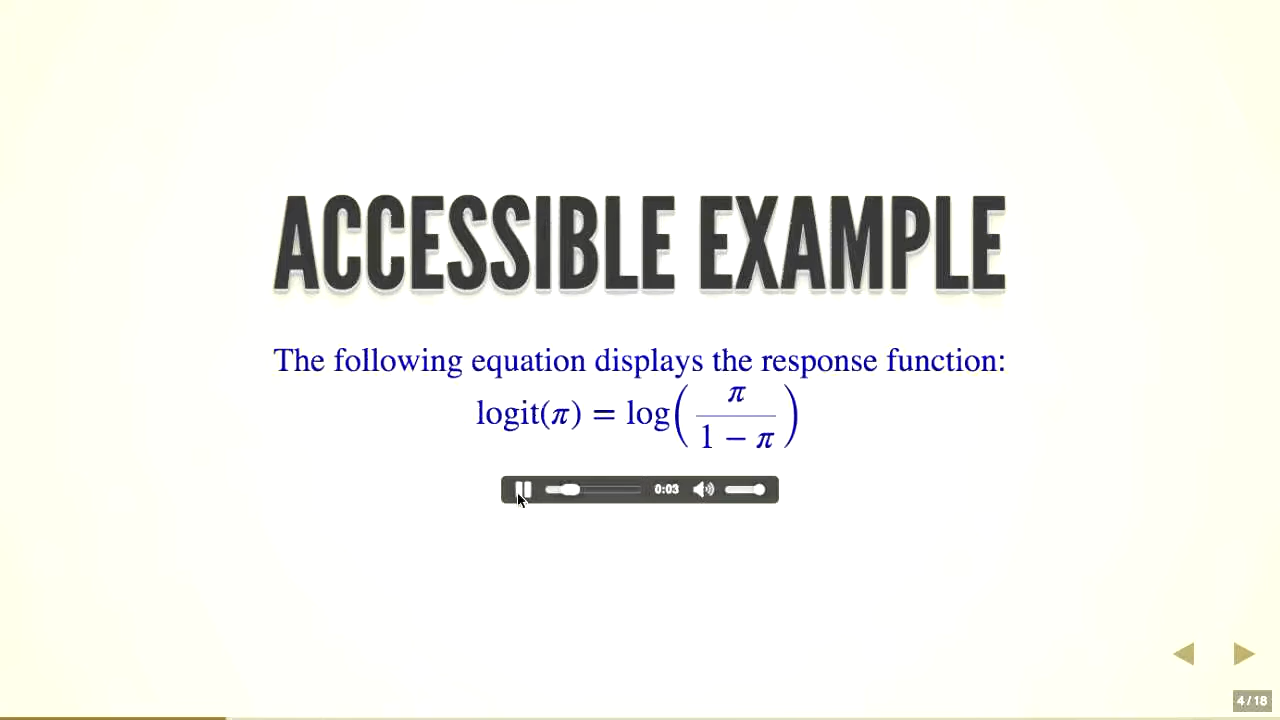 ACCESSIBLE EXAMPLE
The following equation displays the response function:
logit(π) = log(π / (1 − π))
0:03
4/18